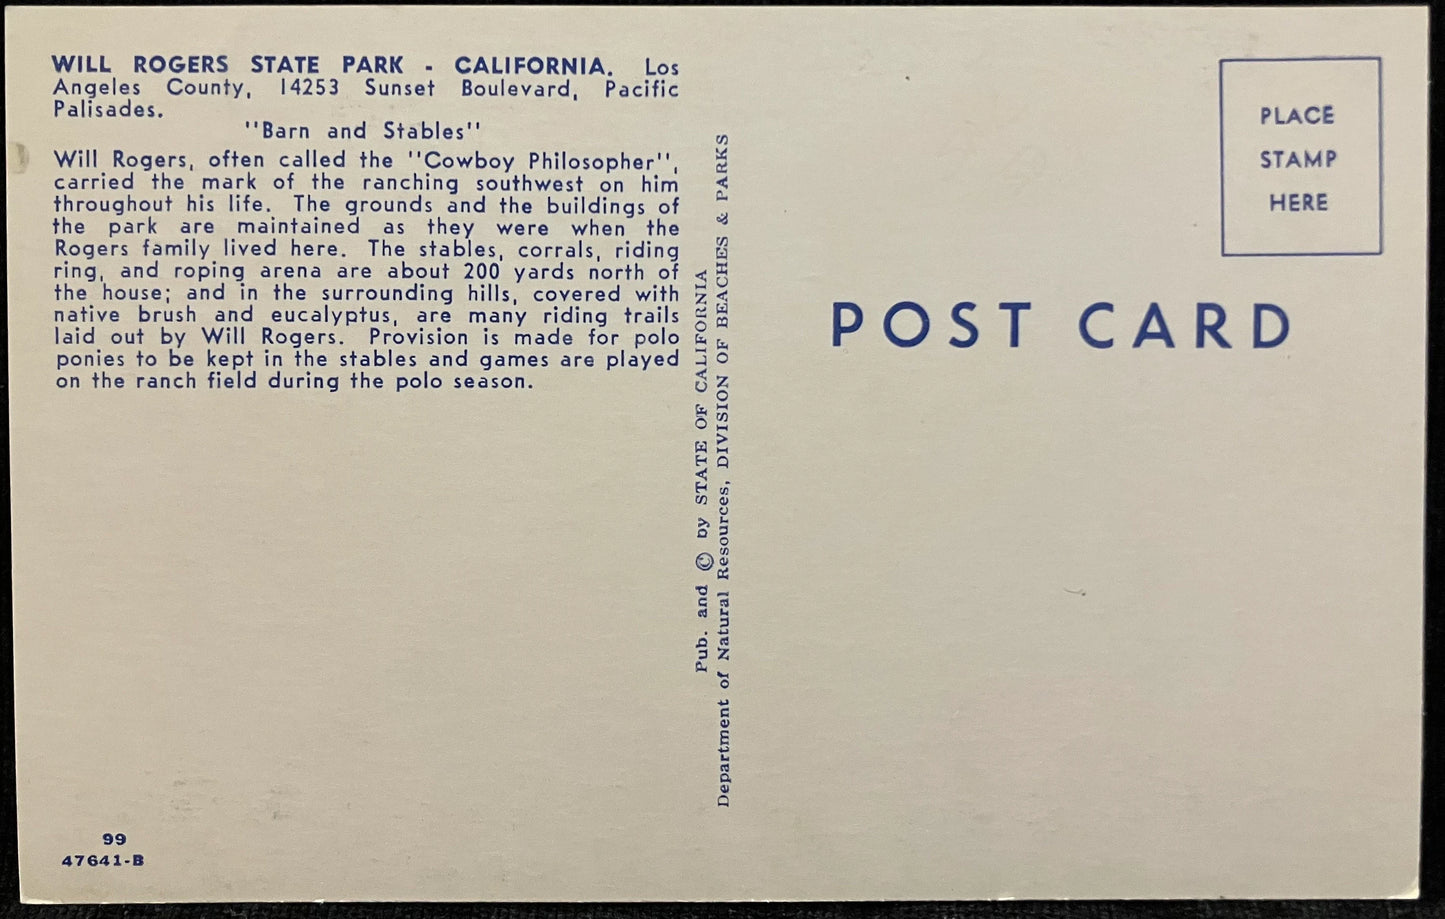 WILL ROGERS STATE PARK - CALIFORNIA. Los
Angeles County, 14253 Sunset Boulevard, Pacific
Palisades.
"Barn and Stables"
Will Rogers, often called the "Cowboy Philosopher",
carried the mark of the ranching southwest on him
throughout his life. The grounds and the buildings of
the park are maintained as they were when the
Rogers family lived here. The stables, corrals, riding
ring, and roping arena are about 200 yards north of
the house; and in the surrounding hills, covered with
native brush and eucalyptus, are many riding trails
laid out by Will Rogers. Provision is made for polo
ponies to be kept in the stables and games are played
on the ranch field during the polo season.
99
47641-B
Pub. and © by STATE OF CALIFORNIA
Department of Natural Resources, DIVISION OF BEACHES & PARKS
PLACE
STAMP
HERE
POST CARD